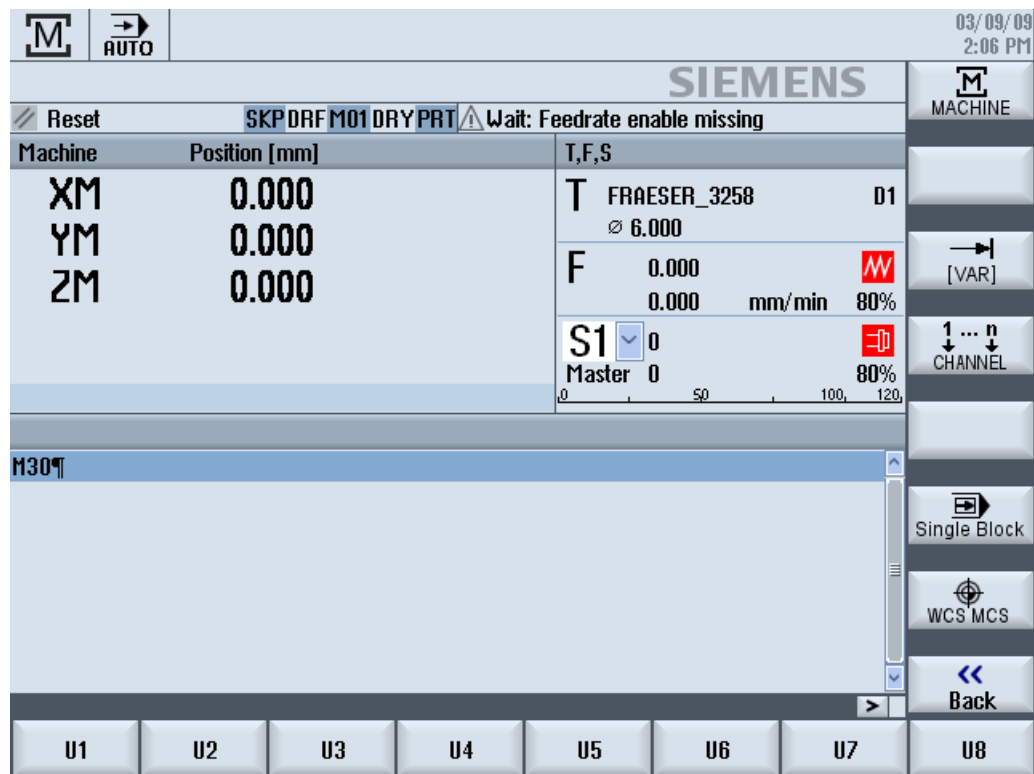 M AUTO 03/09/09
2:06 PM
SIEMENS
Reset SKP DRF M01 DRY PRT Wait: Feedrate enable missing
Machine Position [mm] T,F,S
XM 0.000
YM 0.000
ZM 0.000
T FRAESER_3258 D1
⌀ 6.000
F 0.000
0.000 mm/min 80%
S1 0
Master 0 80%
0 50 100 120
M30¶
M
MACHINE
[VAR]
1 ... n
CHANNEL
Single Block
WCS MCS
<<
Back
>
U1 U2 U3 U4 U5 U6 U7 U8